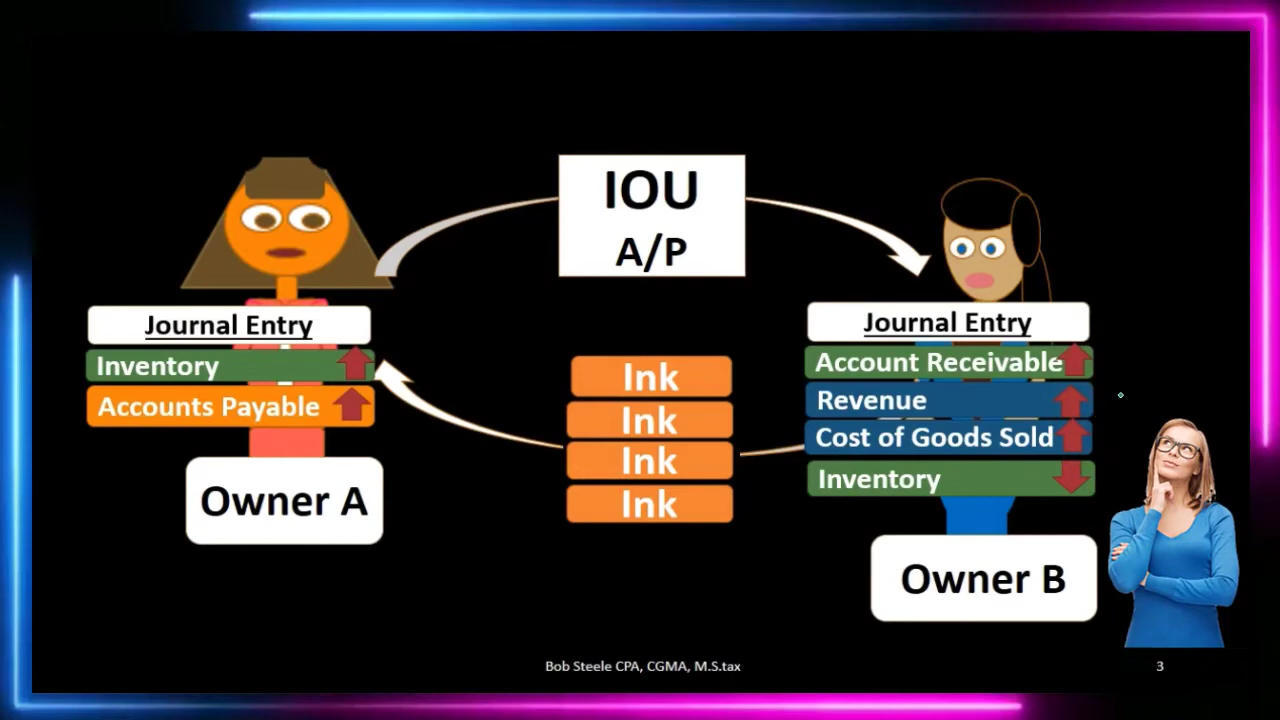 IOU
A/P
Journal Entry
Inventory
Accounts Payable
Owner A
Ink
Ink
Ink
Ink
Journal Entry
Account Receivable
Revenue
Cost of Goods Sold
Inventory
Owner B
Bob Steele CPA, CGMA, M.S.tax
3